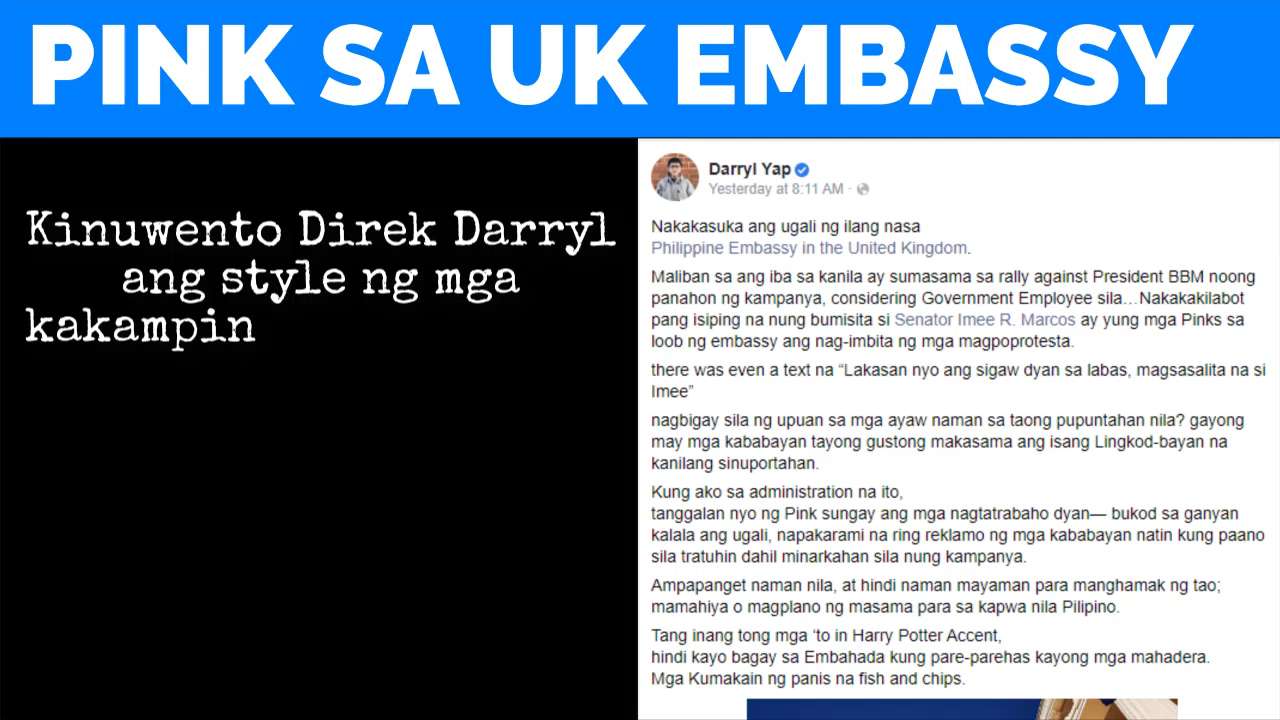 PINK SA UK EMBASSY
Kinuwento Direk Darryl
ang style ng mga
kakampin
Darryl Yap
Yesterday at 8:11 AM ·
Nakakasuka ang ugali ng ilang nasa
Philippine Embassy in the United Kingdom.
Maliban sa ang iba sa kanila ay sumasama sa rally against President BBM noong
panahon ng kampanya, considering Government Employee sila…Nakakakilabot
pang isiping na nung bumisita si Senator Imee R. Marcos ay yung mga Pinks sa
loob ng embassy ang nag-imbita ng mga magpoprotesta.
there was even a text na “Lakasan nyo ang sigaw dyan sa labas, magsasalita na si
Imee”
nagbigay sila ng upuan sa mga ayaw naman sa taong pupuntahan nila? gayong
may mga kababayan tayong gustong makasama ang isang Lingkod-bayan na
kanilang sinuportahan.
Kung ako sa administration na ito,
tanggalan nyo ng Pink sungay ang mga nagtatrabaho dyan— bukod sa ganyan
kalala ang ugali, napakarami na ring reklamo ng mga kababayan natin kung paano
sila tratuhin dahil minarkahan sila nung kampanya.
Ampapanget naman nila, at hindi naman mayaman para manghamak ng tao;
mamahiya o magplano ng masama para sa kapwa nila Pilipino.
Tang inang tong mga ‘to in Harry Potter Accent,
hindi kayo bagay sa Embahada kung pare-parehas kayong mga mahadera.
Mga Kumakain ng panis na fish and chips.